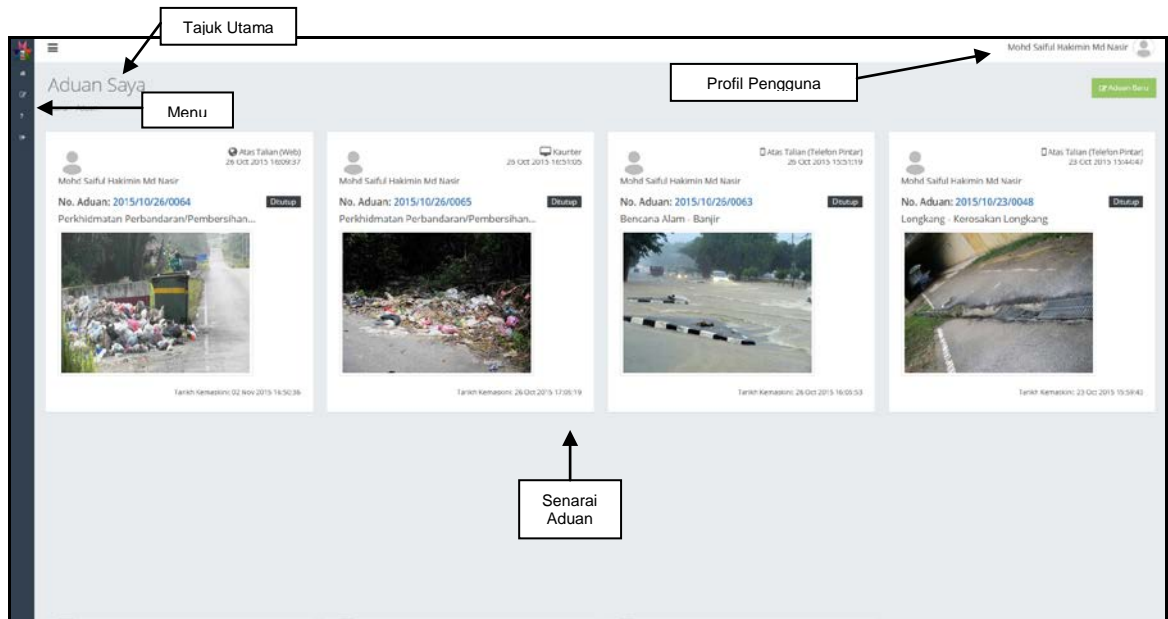 Tajuk Utama
Mohd Saiful Hakimin Md Nasir
Aduan Saya
Profil Pengguna
Aduan Baru
Menu
Atas Talian (Web)
26 Oct 2015 16:09:37
Mohd Saiful Hakimin Md Nasir
No. Aduan: 2015/10/26/0064 Ditutup
Perkhidmatan Perbandaran/Pembersihan...
Tarikh Kemaskini: 02 Nov 2015 16:50:36
Kaunter
26 Oct 2015 16:51:05
Mohd Saiful Hakimin Md Nasir
No. Aduan: 2015/10/26/0065 Ditutup
Perkhidmatan Perbandaran/Pembersihan...
Tarikh Kemaskini: 26 Oct 2015 17:05:19
Atas Talian (Telefon Pintar)
26 Oct 2015 15:51:19
Mohd Saiful Hakimin Md Nasir
No. Aduan: 2015/10/26/0063 Ditutup
Bencana Alam - Banjir
Tarikh Kemaskini: 26 Oct 2015 16:05:53
Atas Talian (Telefon Pintar)
23 Oct 2015 15:44:47
Mohd Saiful Hakimin Md Nasir
No. Aduan: 2015/10/23/0048 Ditutup
Longkang - Kerosakan Longkang
Tarikh Kemaskini: 23 Oct 2015 15:59:43
Senarai
Aduan